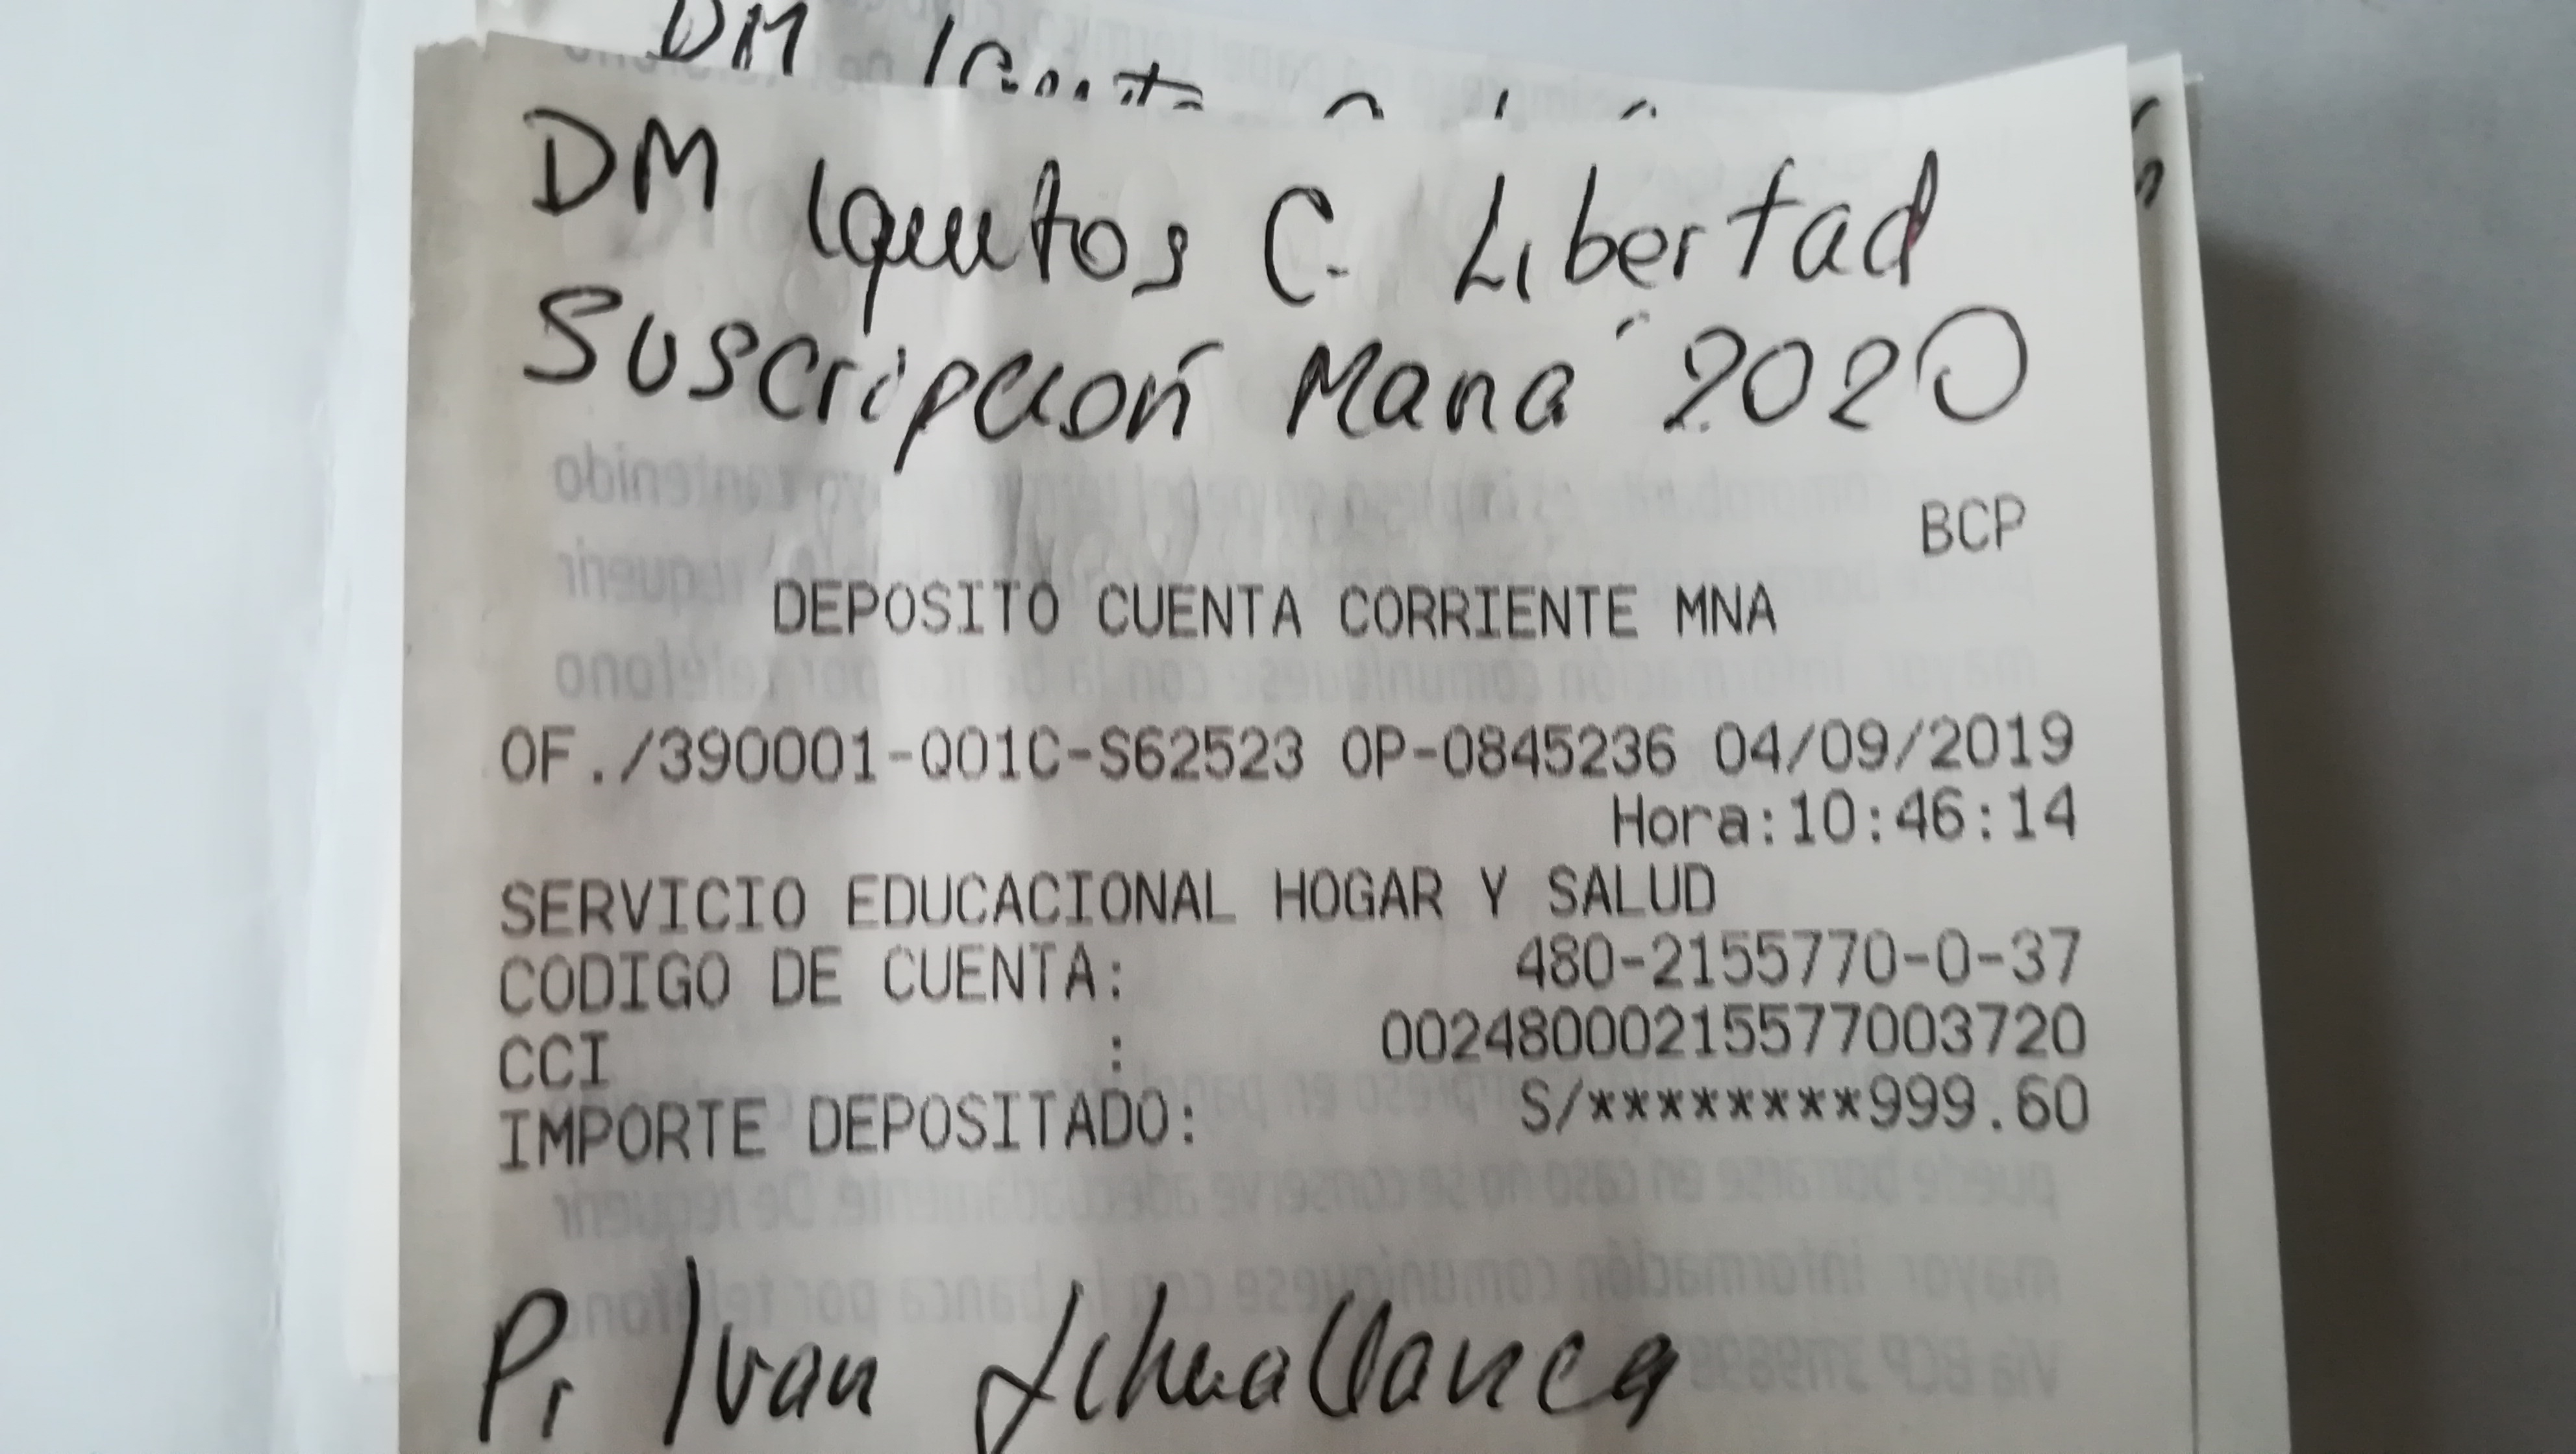 DM
DM Iquitos C. Libertad
Suscripción Maná 2020
BCP
DEPOSITO CUENTA CORRIENTE MNA
OF./390001-Q01C-S62523 OP-0845236 04/09/2019
Hora:10:46:14
SERVICIO EDUCACIONAL HOGAR Y SALUD
CODIGO DE CUENTA: 480-2155770-0-37
CCI : 00248000215577003720
IMPORTE DEPOSITADO: S/********999.60
Pr Ivan